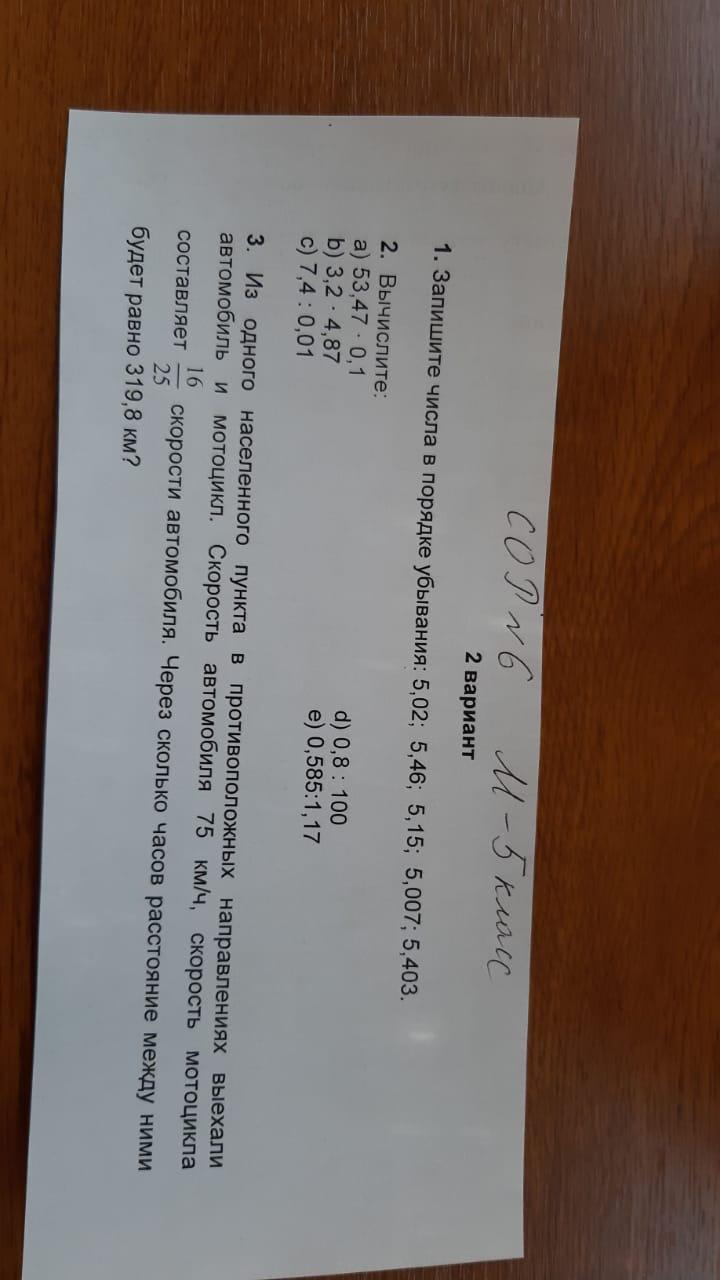 СОР №6 М-5 класс
2 вариант
1. Запишите числа в порядке убывания: 5,02; 5,46; 5,15; 5,007; 5,403.
2. Вычислите:
a) 53,47 · 0,1
b) 3,2 · 4,87
d) 0,8 : 100
c) 7,4 : 0,01
e) 0,585:1,17
3. Из одного населенного пункта в противоположных направлениях выехали
автомобиль и мотоцикл. Скорость автомобиля 75 км/ч, скорость мотоцикла
составляет 16/25 скорости автомобиля. Через сколько часов расстояние между ними
будет равно 319,8 км?